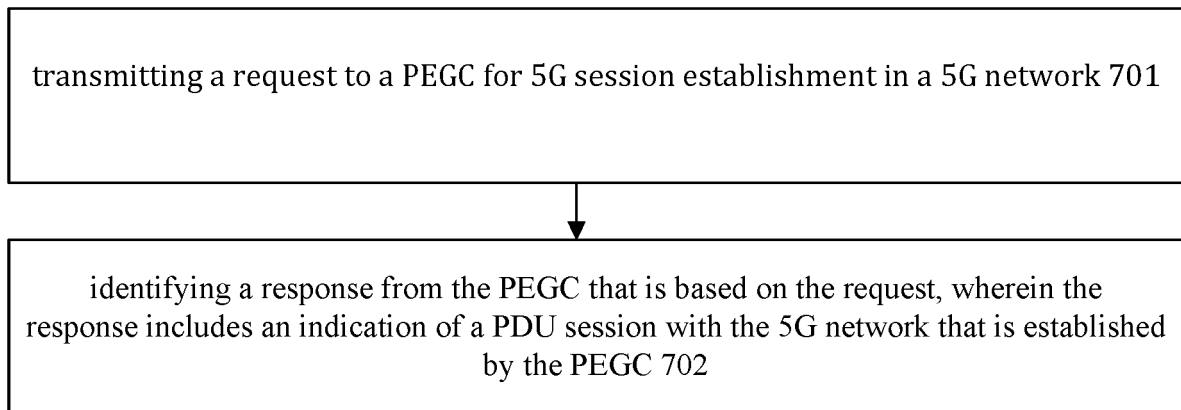 transmitting a request to a PEGC for 5G session establishment in a 5G network 701
identifying a response from the PEGC that is based on the request, wherein the
response includes an indication of a PDU session with the 5G network that is established
by the PEGC 702